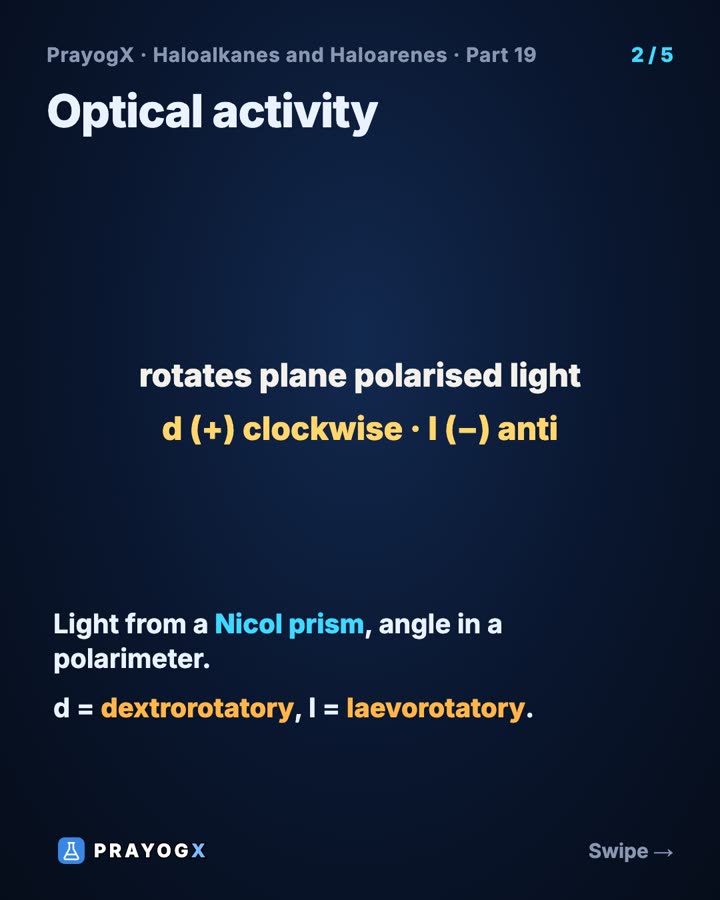 PrayogX · Haloalkanes and Haloarenes · Part 19
2 / 5
Optical activity
rotates plane polarised light
d (+) clockwise · l (−) anti
Light from a Nicol prism, angle in a
polarimeter.
d = dextrorotatory, l = laevorotatory.
PRAYOGX
Swipe →